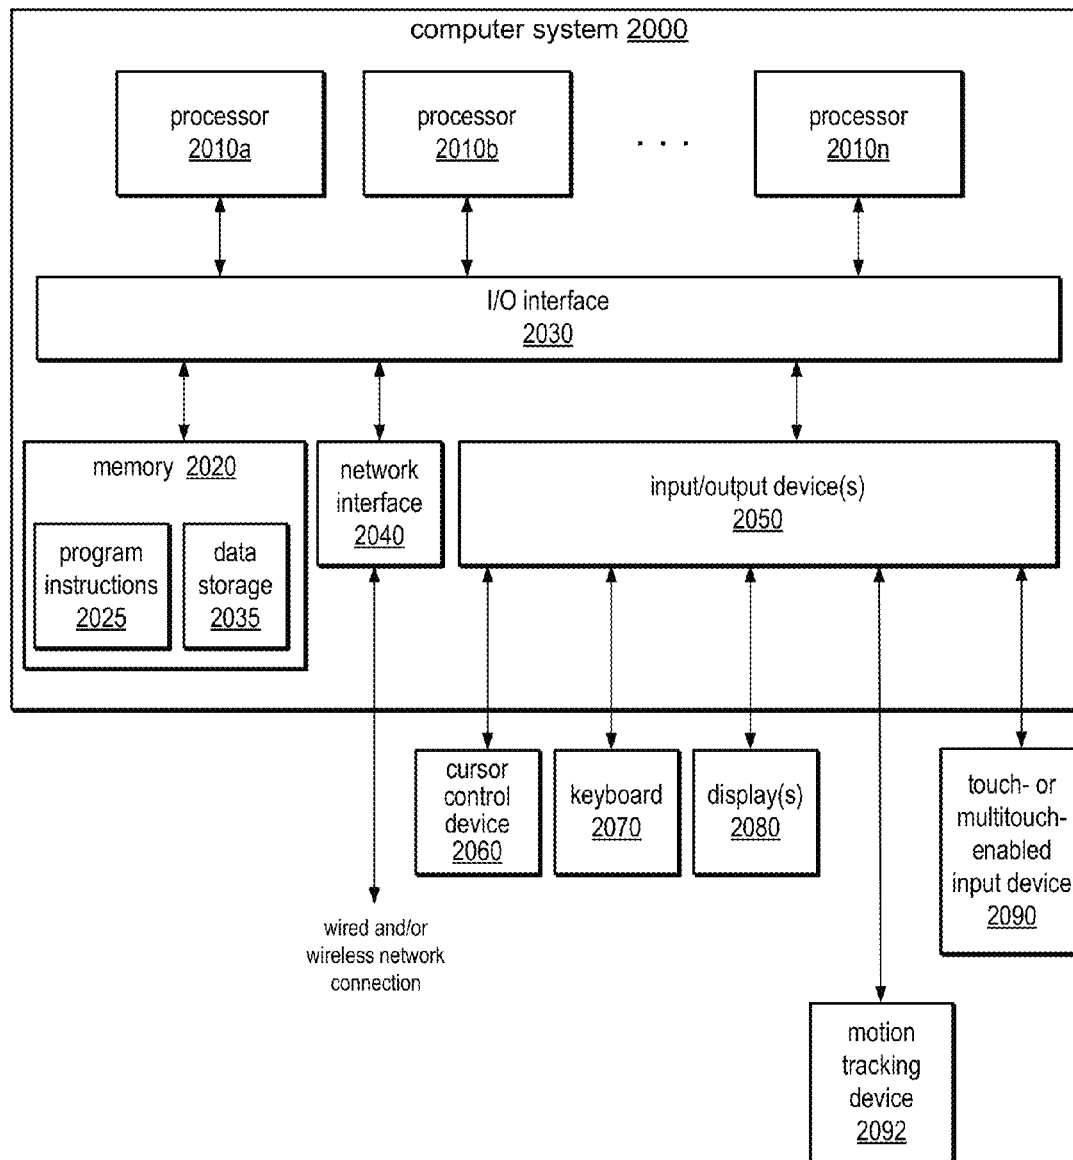 computer system 2000
processor
2010a
processor
2010b
. . .
processor
2010n
I/O interface
2030
memory 2020
program
instructions
2025
data
storage
2035
network
interface
2040
input/output device(s)
2050
cursor
control
device
2060
keyboard
2070
display(s)
2080
touch- or
multitouch-
enabled
input device
2090
wired and/or
wireless network
connection
motion
tracking
device
2092